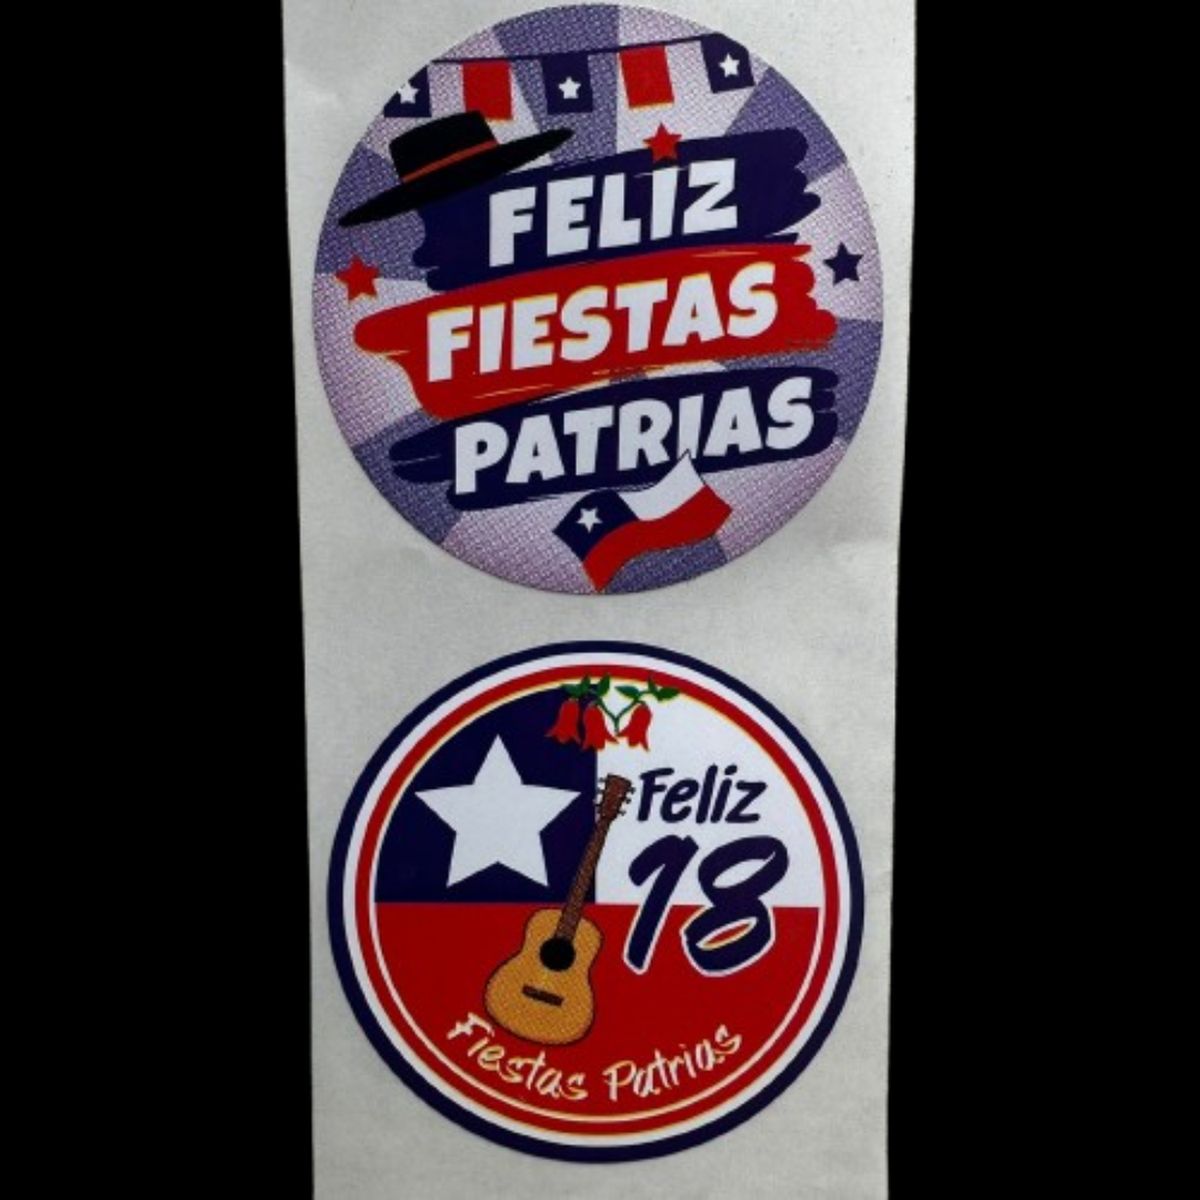 FELIZ
FIESTAS
PATRIAS
Feliz
18
Fiestas Patrias